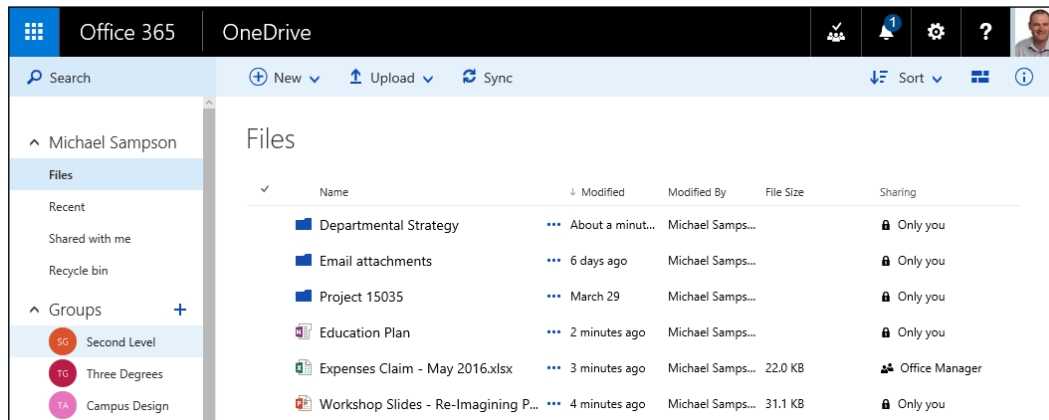 Office 365 OneDrive 1 ?
Search New Upload Sync Sort
Michael Sampson
Files
Recent
Shared with me
Recycle bin
Groups +
SG Second Level
TG Three Degrees
TA Campus Design
Files
Name Modified Modified By File Size Sharing
Departmental Strategy ••• About a minut... Michael Samps... Only you
Email attachments ••• 6 days ago Michael Samps... Only you
Project 15035 ••• March 29 Michael Samps... Only you
Education Plan ••• 2 minutes ago Michael Samps... Only you
Expenses Claim - May 2016.xlsx ••• 3 minutes ago Michael Samps... 22.0 KB Office Manager
Workshop Slides - Re-Imagining P... ••• 4 minutes ago Michael Samps... 31.1 KB Only you